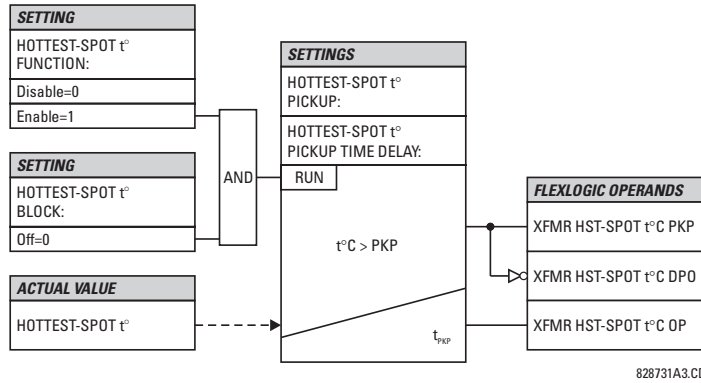 SETTING
HOTTEST-SPOT t°
FUNCTION:
Disable=0
Enable=1
SETTING
HOTTEST-SPOT t°
BLOCK:
Off=0
ACTUAL VALUE
HOTTEST-SPOT t°
AND
SETTINGS
HOTTEST-SPOT t°
PICKUP:
HOTTEST-SPOT t°
PICKUP TIME DELAY:
RUN
t°C > PKP
tPKP
FLEXLOGIC OPERANDS
XFMR HST-SPOT t°C PKP
XFMR HST-SPOT t°C DPO
XFMR HST-SPOT t°C OP